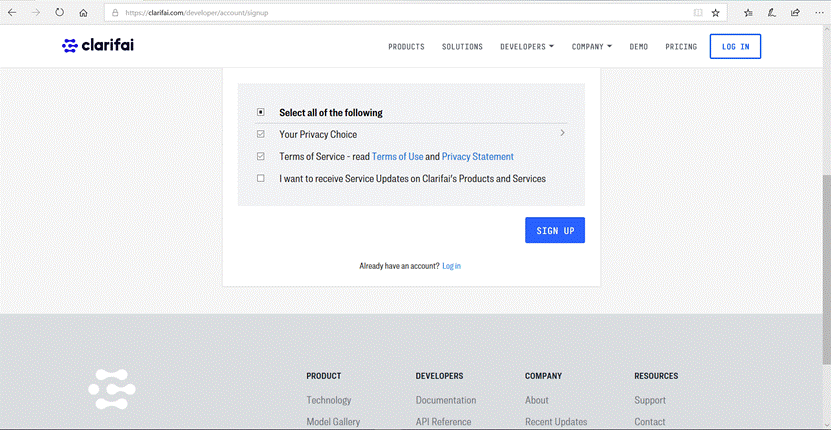 https://clarifai.com/developer/account/signup
clarifai PRODUCTS SOLUTIONS DEVELOPERS COMPANY DEMO PRICING LOG IN
Select all of the following
Your Privacy Choice
Terms of Service - read Terms of Use and Privacy Statement
I want to receive Service Updates on Clarifai's Products and Services
SIGN UP
Already have an account? Log in
PRODUCT DEVELOPERS COMPANY RESOURCES
Technology Documentation About Support
Model Gallery API Reference Recent Updates Contact